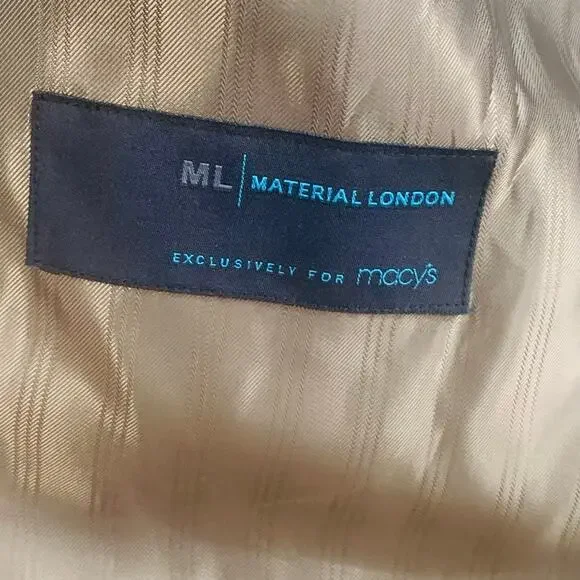 ML | MATERIAL LONDON
EXCLUSIVELY FOR macy's